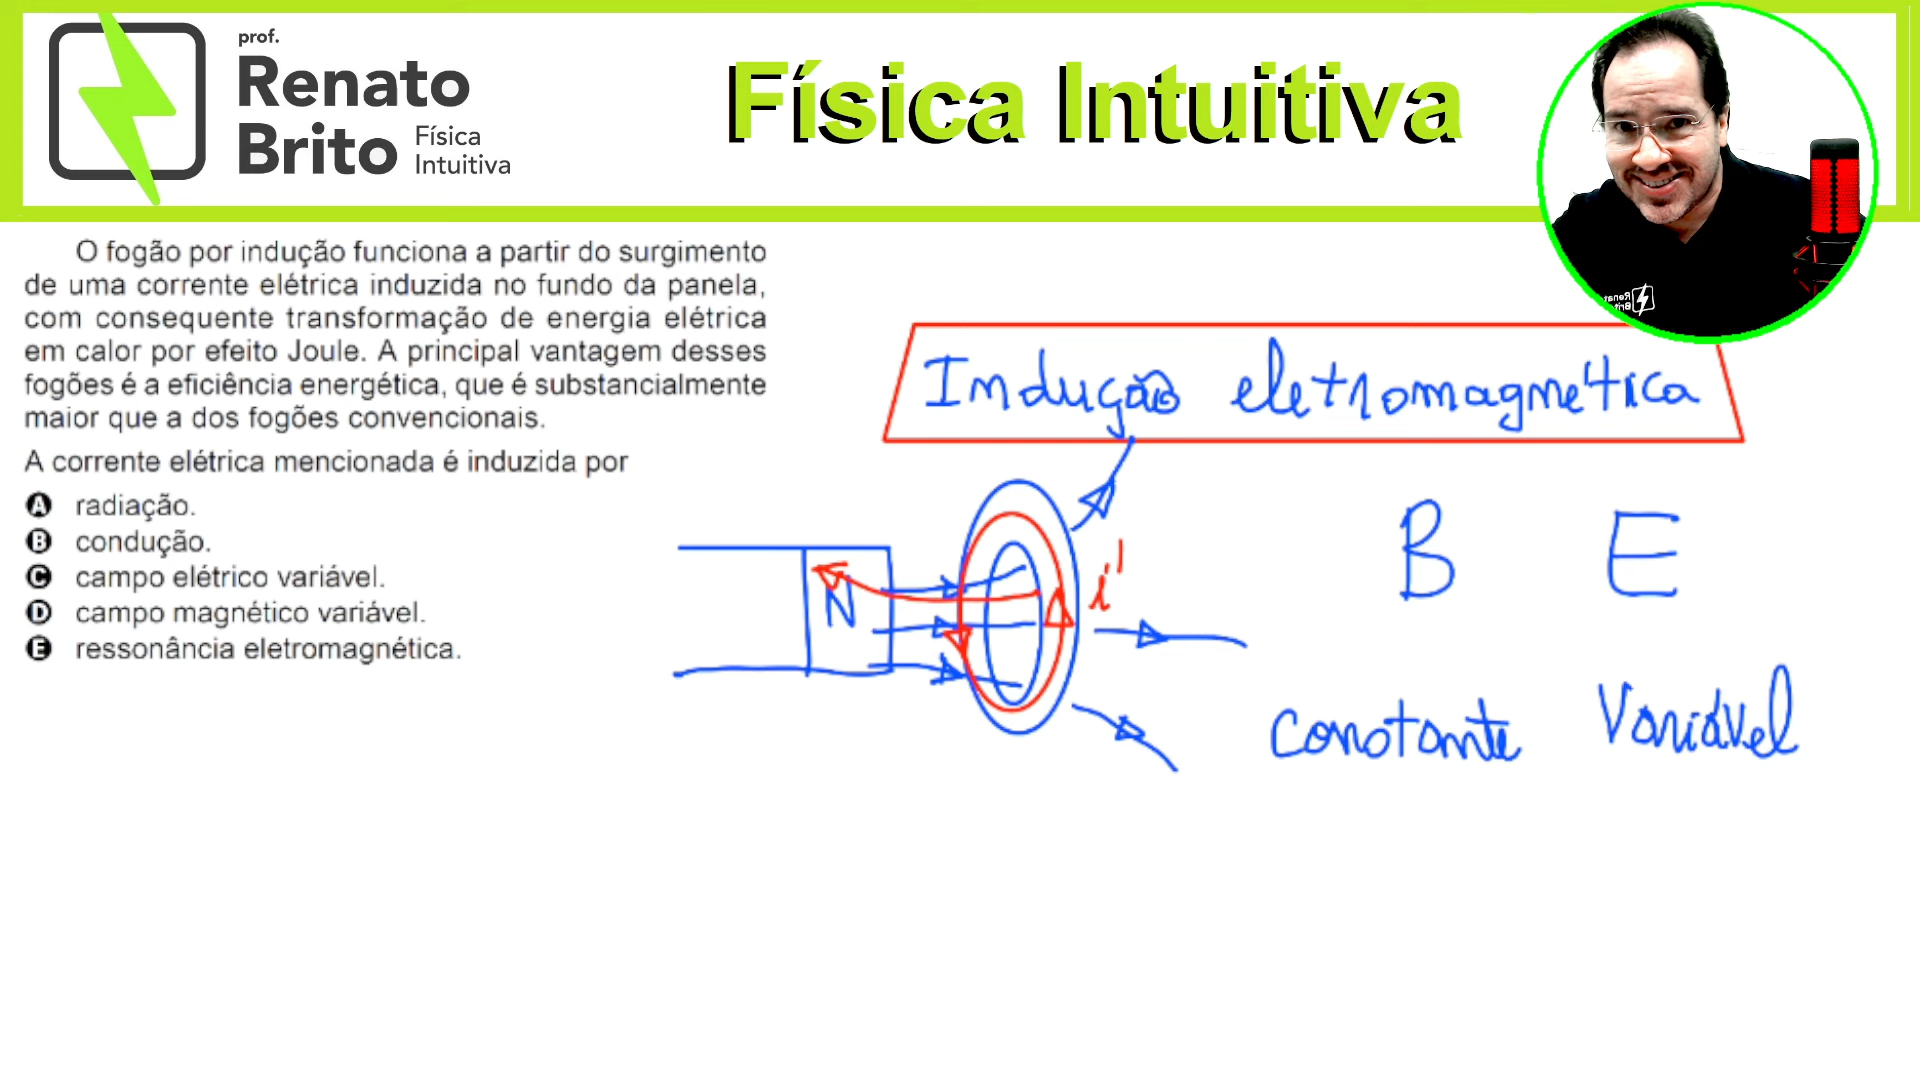 prof.
Renato
Brito
Física
Intuitiva
Física Intuitiva
O fogão por indução funciona a partir do surgimento
de uma corrente elétrica induzida no fundo da panela,
com consequente transformação de energia elétrica
em calor por efeito Joule. A principal vantagem desses
fogões é a eficiência energética, que é substancialmente
maior que a dos fogões convencionais.
A corrente elétrica mencionada é induzida por
A radiação.
B condução.
C campo elétrico variável.
D campo magnético variável.
E ressonância eletromagnética.
Indução eletromagnética
B E
N
i'
constante Variável